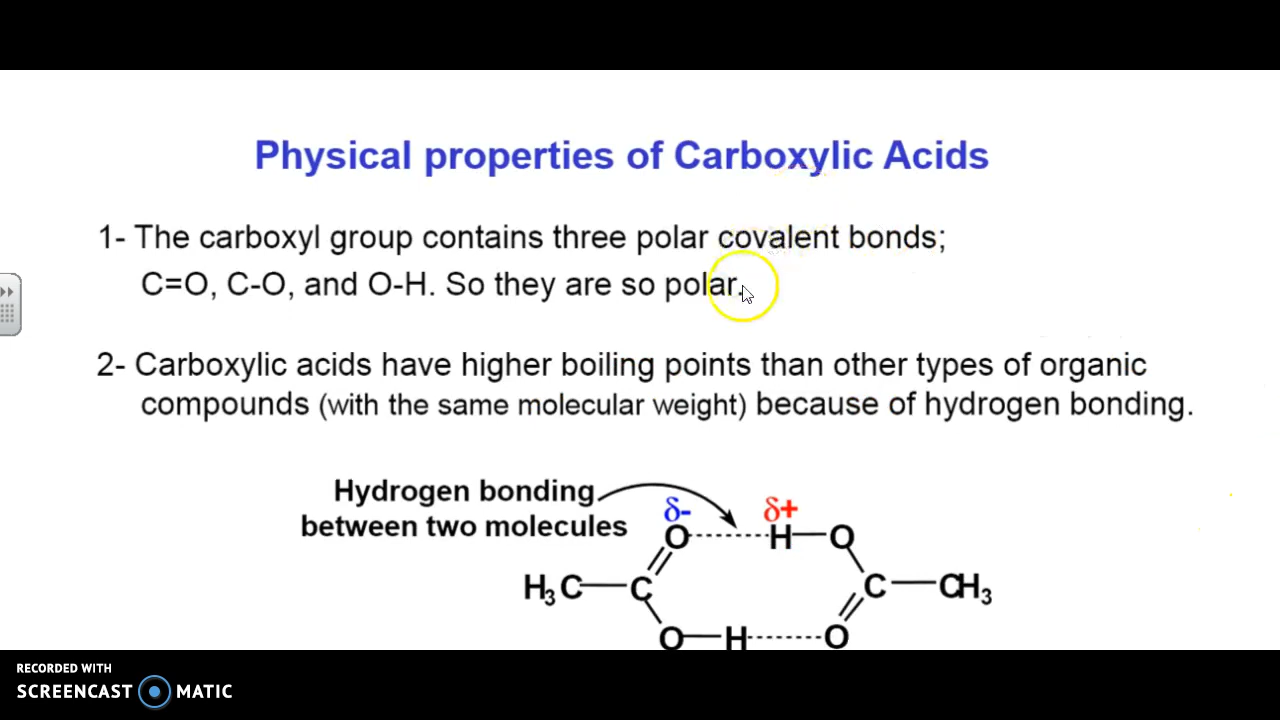 Physical properties of Carboxylic Acids
1- The carboxyl group contains three polar covalent bonds;
C=O, C-O, and O-H. So they are so polar.
2- Carboxylic acids have higher boiling points than other types of organic
compounds (with the same molecular weight) because of hydrogen bonding.
Hydrogen bonding
between two molecules
δ- δ+
O H O
H₃C C C CH₃
O H O
RECORDED WITH
SCREENCAST MATIC